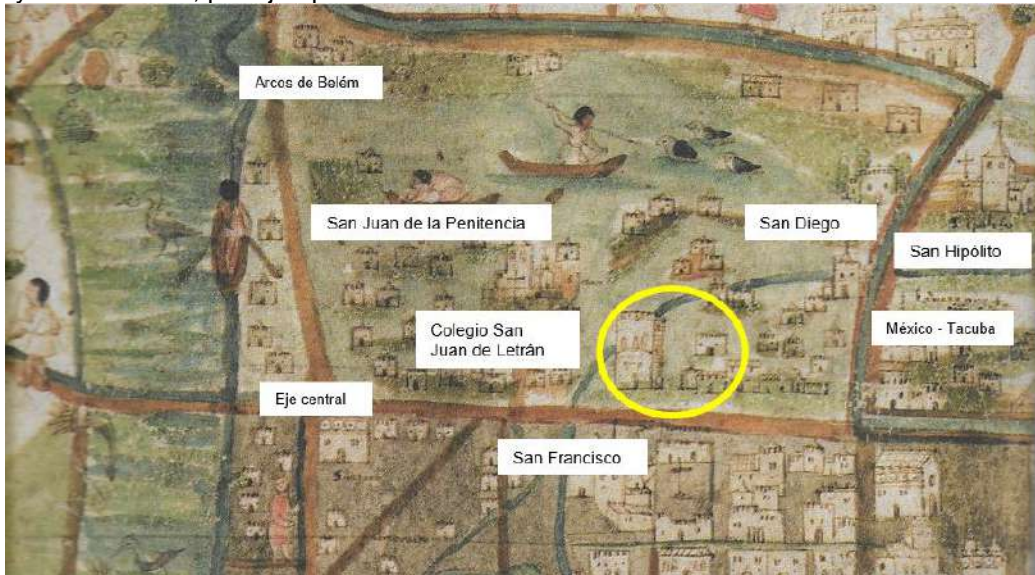 Arcos de Belém
San Juan de la Penitencia
San Diego
San Hipólito
Colegio San
Juan de Letrán
México - Tacuba
Eje central
San Francisco